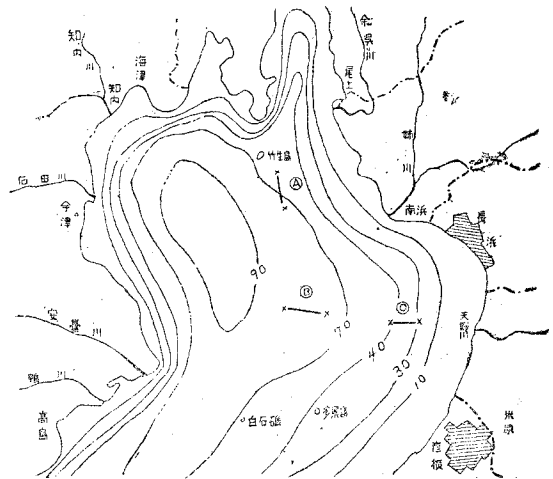 知内川
知内
海津
余呉川
尾上
姉川
竹生島
石田川
今津
Ⓐ
南浜
長浜
90
Ⓑ
Ⓒ
安曇川
70
40
天野川
30
10
鴨川
高島
白石礁
多景島
米原
彦根